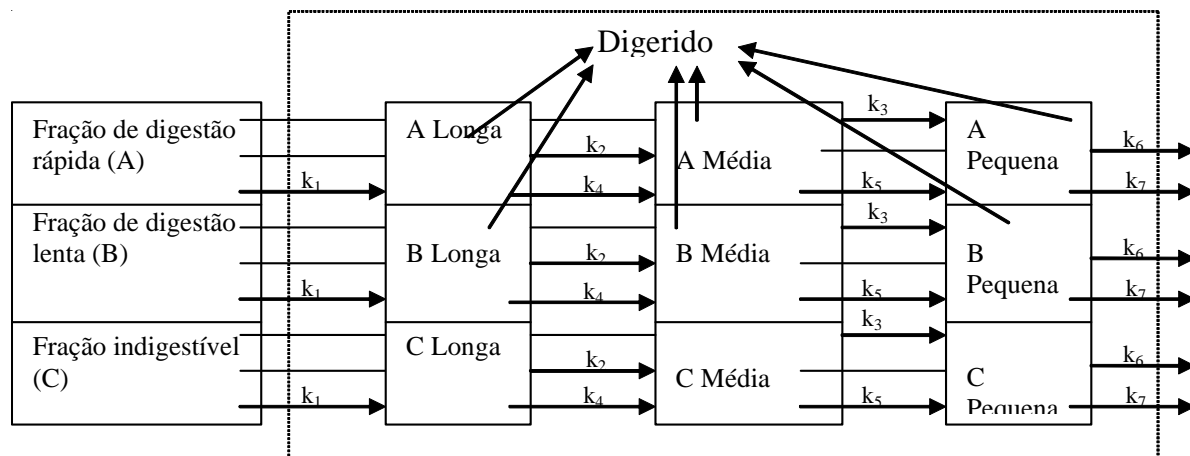 Digerido
Fração de digestão
rápida (A)
k₁
A Longa
k₂
k₄
A Média
k₃
k₅
A
Pequena
k₆
k₇
Fração de digestão
lenta (B)
k₁
B Longa
k₂
k₄
B Média
k₃
k₅
B
Pequena
k₆
k₇
Fração indigestível
(C)
k₁
C Longa
k₂
k₄
C Média
k₃
k₅
C
Pequena
k₆
k₇